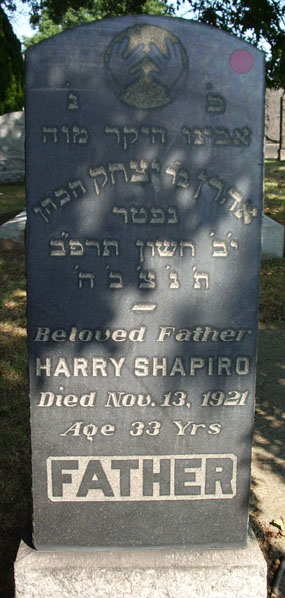 פ' נ'
אבינו היקר מוה
אהרן בר יצחק הכהן
נפטר
י"ב חשון תרפ"ב
ת' נ' צ' ב' ה'
Beloved Father
HARRY SHAPIRO
Died Nov. 13, 1921
Age 33 Yrs
FATHER